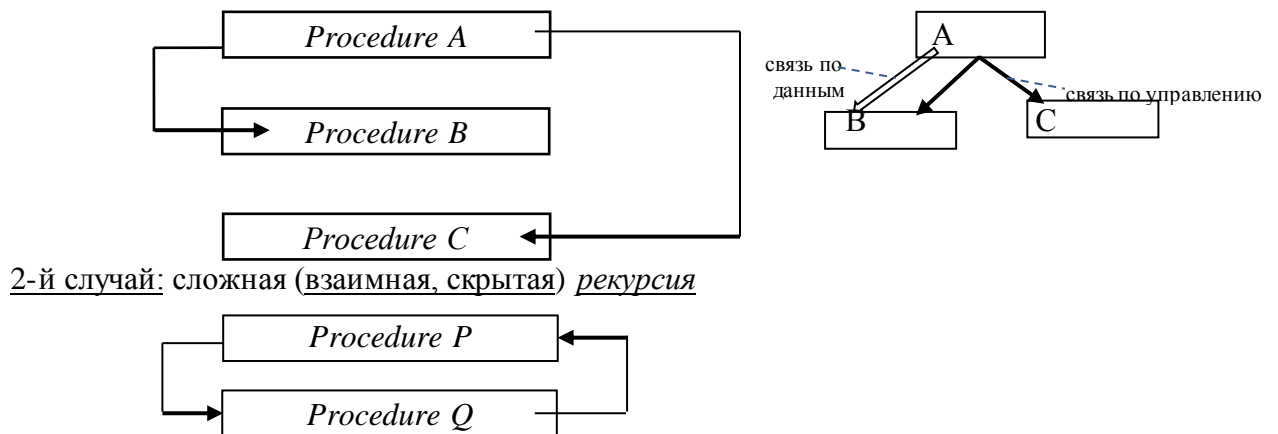 Procedure A
Procedure B
Procedure C
A
связь по
данным
связь по управлению
B
C
2-й случай: сложная (взаимная, скрытая) рекурсия
Procedure P
Procedure Q